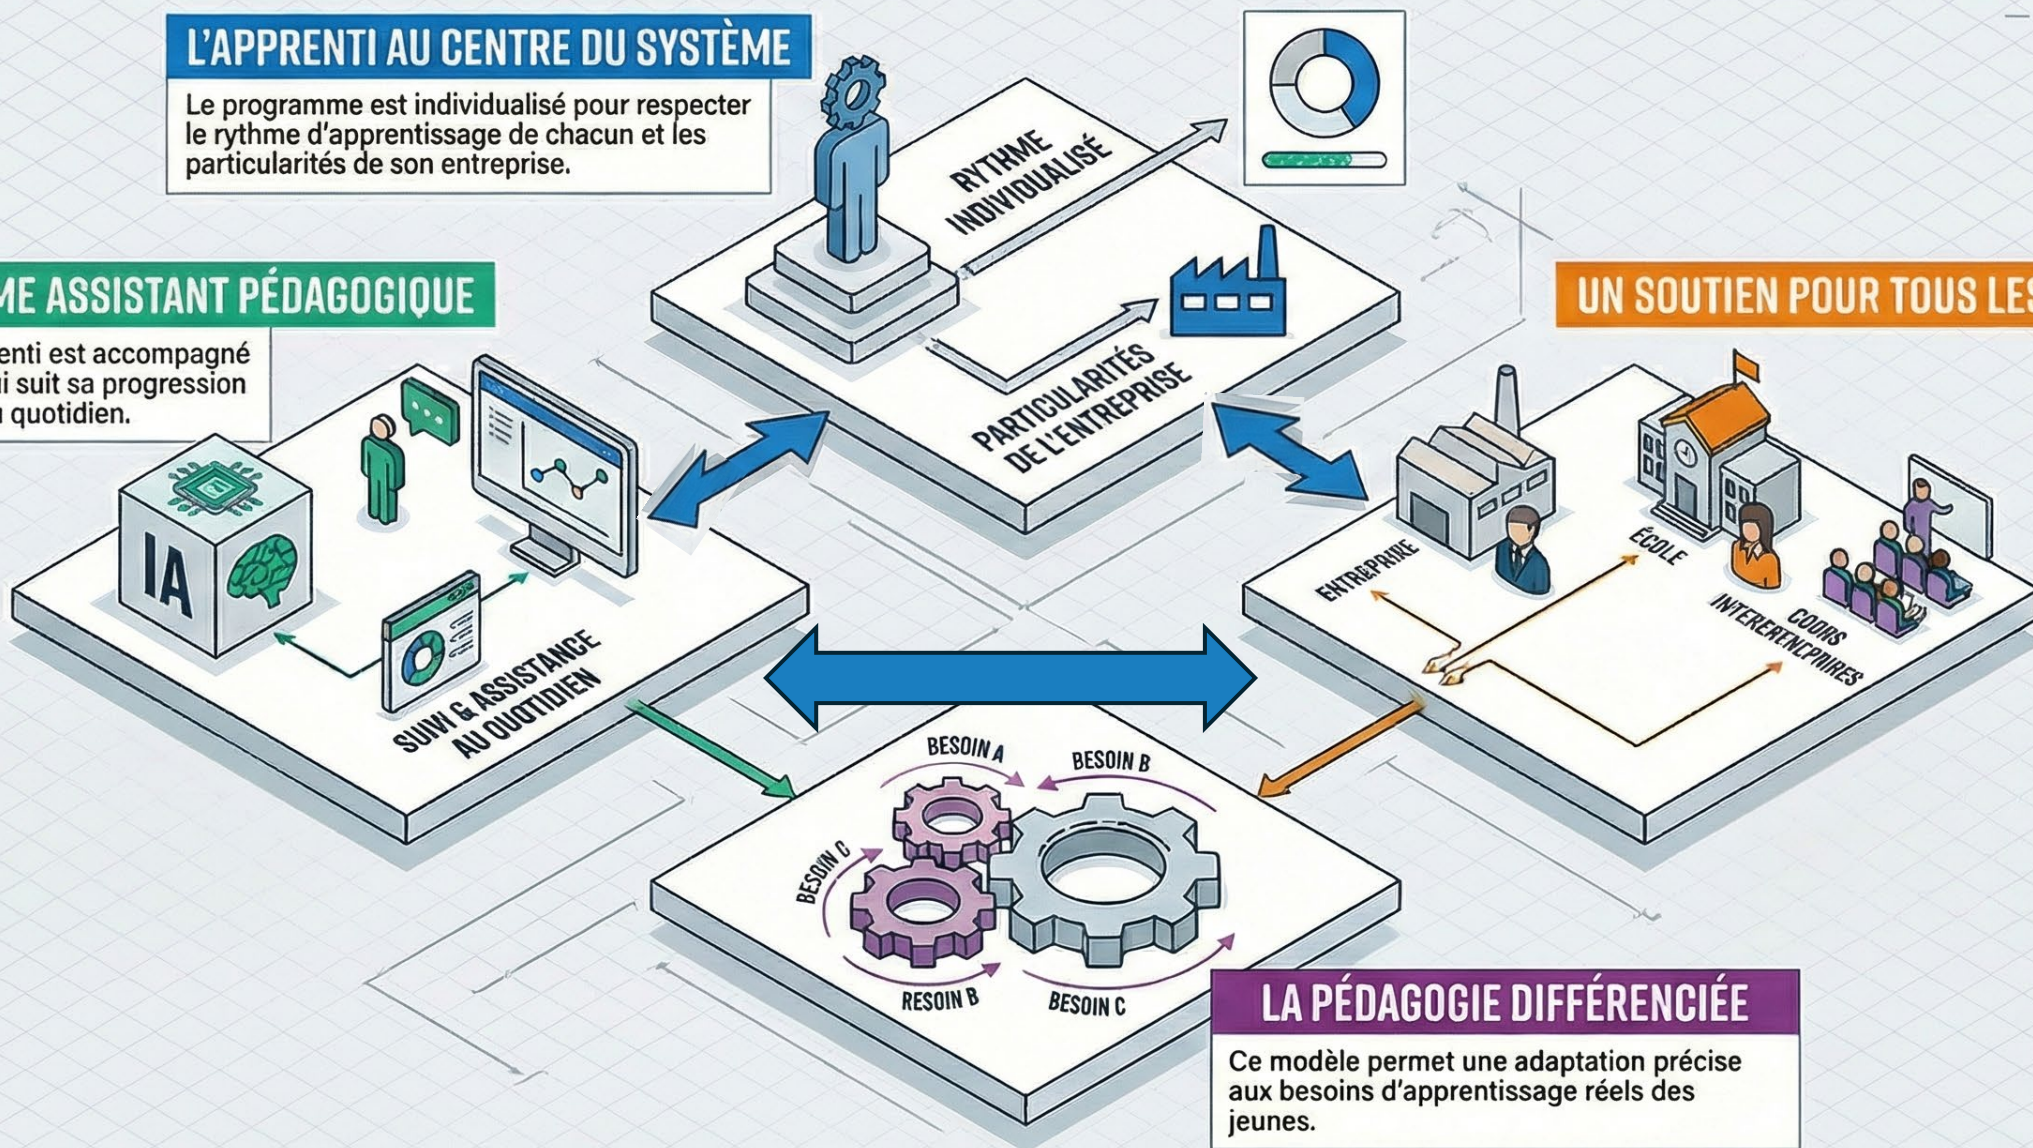 L'APPRENTI AU CENTRE DU SYSTÈME
Le programme est individualisé pour respecter
le rythme d'apprentissage de chacun et les
particularités de son entreprise.
RYTHME
INDIVIDUALISÉ
PARTICULARITÉS
DE L'ENTREPRISE
ME ASSISTANT PÉDAGOGIQUE
enti est accompagné
i suit sa progression
quotidien.
IA
SUIVI & ASSISTANCE
AU QUOTIDIEN
UN SOUTIEN POUR TOUS LES
ÉCOLE
BESOIN A
BESOIN B
BESOIN C
RESOIN B
BESOIN C
LA PÉDAGOGIE DIFFÉRENCIÉE
Ce modèle permet une adaptation précise
aux besoins d'apprentissage réels des
jeunes.